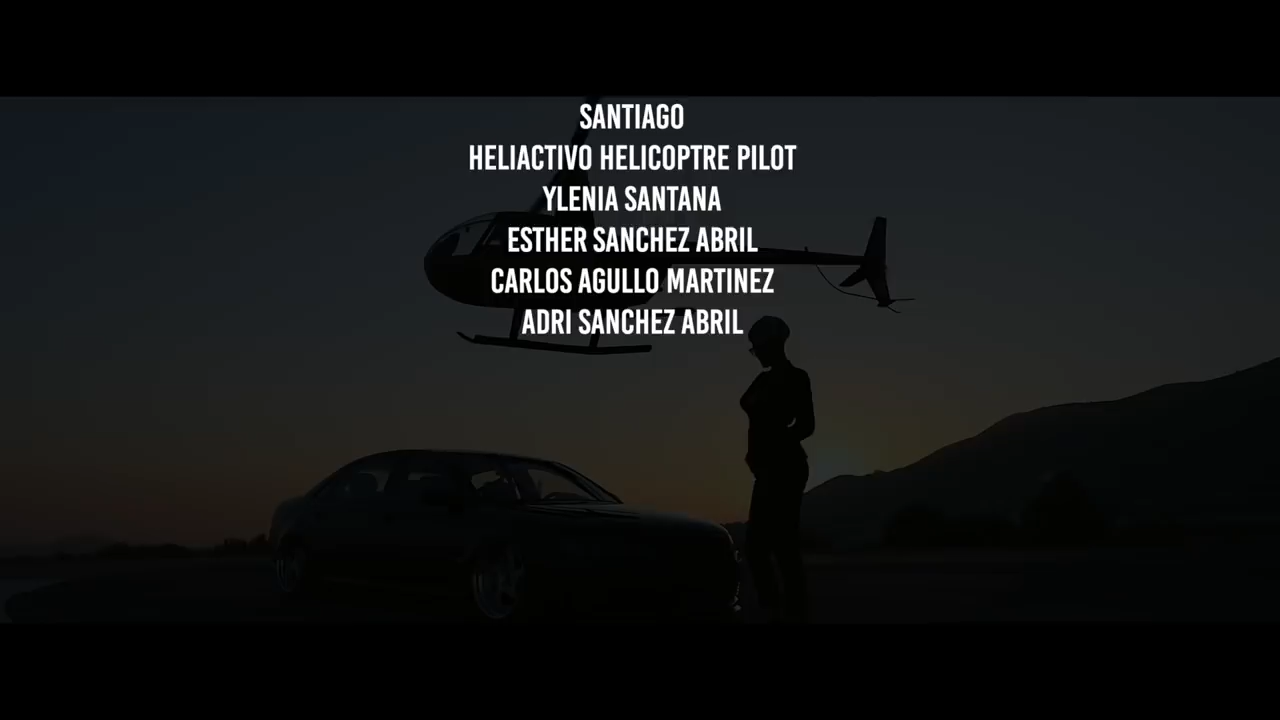 SANTIAGO
HELIACTIVO HELICOPTRE PILOT
YLENIA SANTANA
ESTHER SANCHEZ ABRIL
CARLOS AGULLO MARTINEZ
ADRI SANCHEZ ABRIL